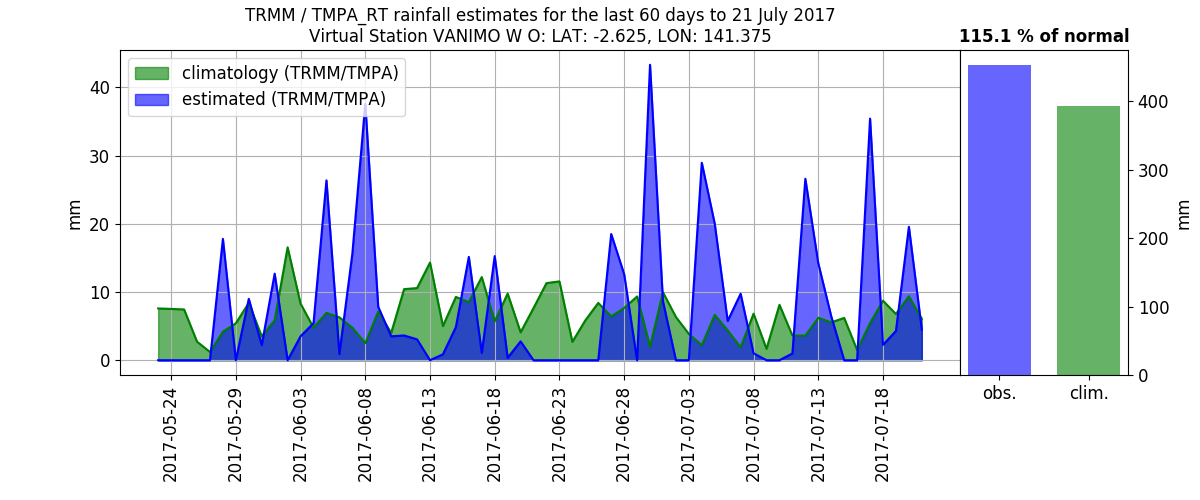 TRMM / TMPA_RT rainfall estimates for the last 60 days to 21 July 2017
Virtual Station VANIMO W O: LAT: -2.625, LON: 141.375
115.1 % of normal
climatology (TRMM/TMPA)
estimated (TRMM/TMPA)
mm
40
30
20
10
0
2017-05-24
2017-05-29
2017-06-03
2017-06-08
2017-06-13
2017-06-18
2017-06-23
2017-06-28
2017-07-03
2017-07-08
2017-07-13
2017-07-18
400
300
200
100
0
mm
obs.
clim.